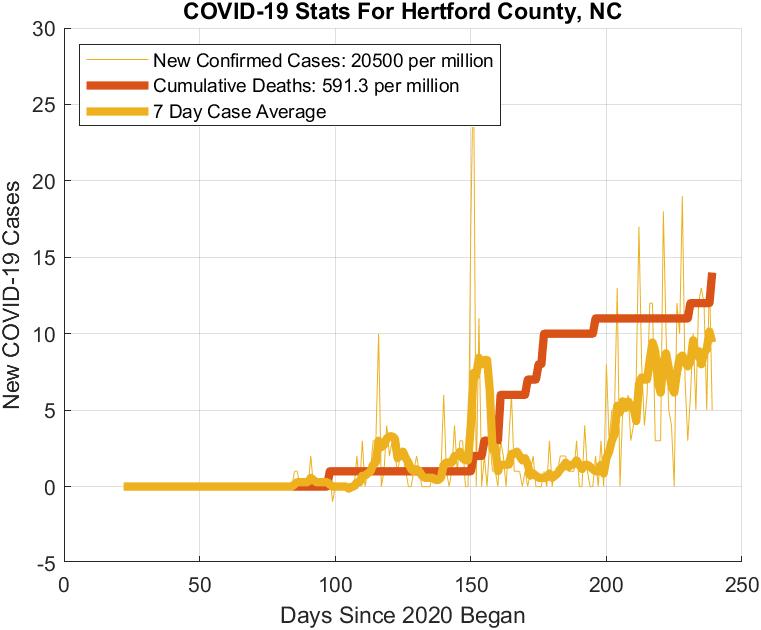 COVID-19 Stats For Hertford County, NC
New Confirmed Cases: 20500 per million
Cumulative Deaths: 591.3 per million
7 Day Case Average
New COVID-19 Cases
30
25
20
15
10
5
0
-5
0 50 100 150 200 250
Days Since 2020 Began